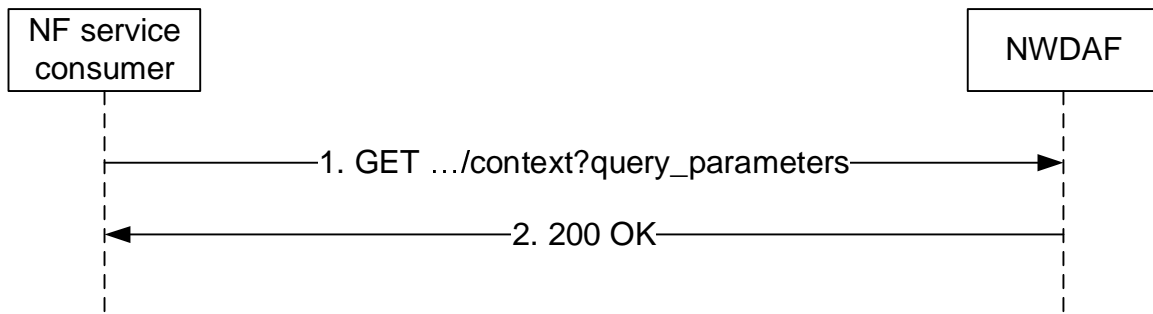 NF service
consumer
NWDAF
1. GET …/context?query_parameters
2. 200 OK